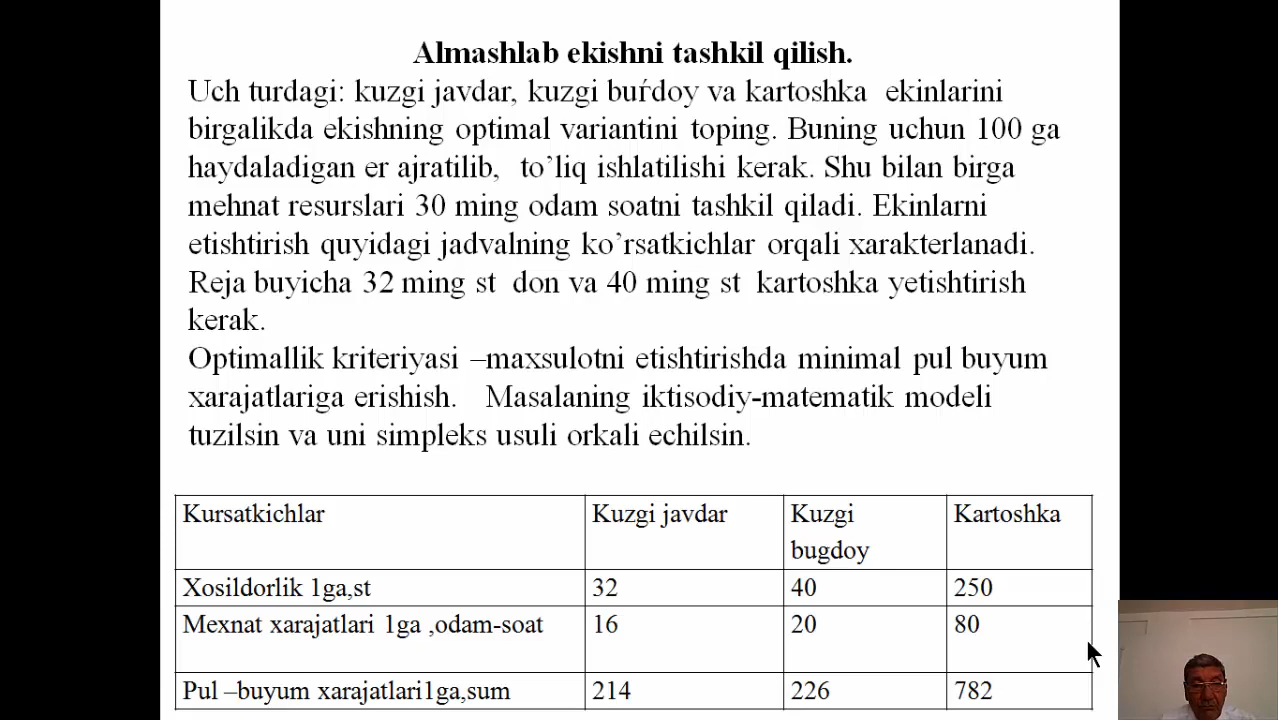 Almashlab ekishni tashkil qilish.
Uch turdagi: kuzgi javdar, kuzgi buѓdoy va kartoshka ekinlarini
birgalikda ekishning optimal variantini toping. Buning uchun 100 ga
haydaladigan er ajratilib, to’liq ishlatilishi kerak. Shu bilan birga
mehnat resurslari 30 ming odam soatni tashkil qiladi. Ekinlarni
etishtirish quyidagi jadvalning ko’rsatkichlar orqali xarakterlanadi.
Reja buyicha 32 ming st don va 40 ming st kartoshka yetishtirish
kerak.
Optimallik kriteriyasi –maxsulotni etishtirishda minimal pul buyum
xarajatlariga erishish. Masalaning iktisodiy-matematik modeli
tuzilsin va uni simpleks usuli orkali echilsin.
Kursatkichlar Kuzgi javdar Kuzgi Kartoshka
bugdoy
Xosildorlik 1ga,st 32 40 250
Mexnat xarajatlari 1ga ,odam-soat 16 20 80
Pul –buyum xarajatlari1ga,sum 214 226 782